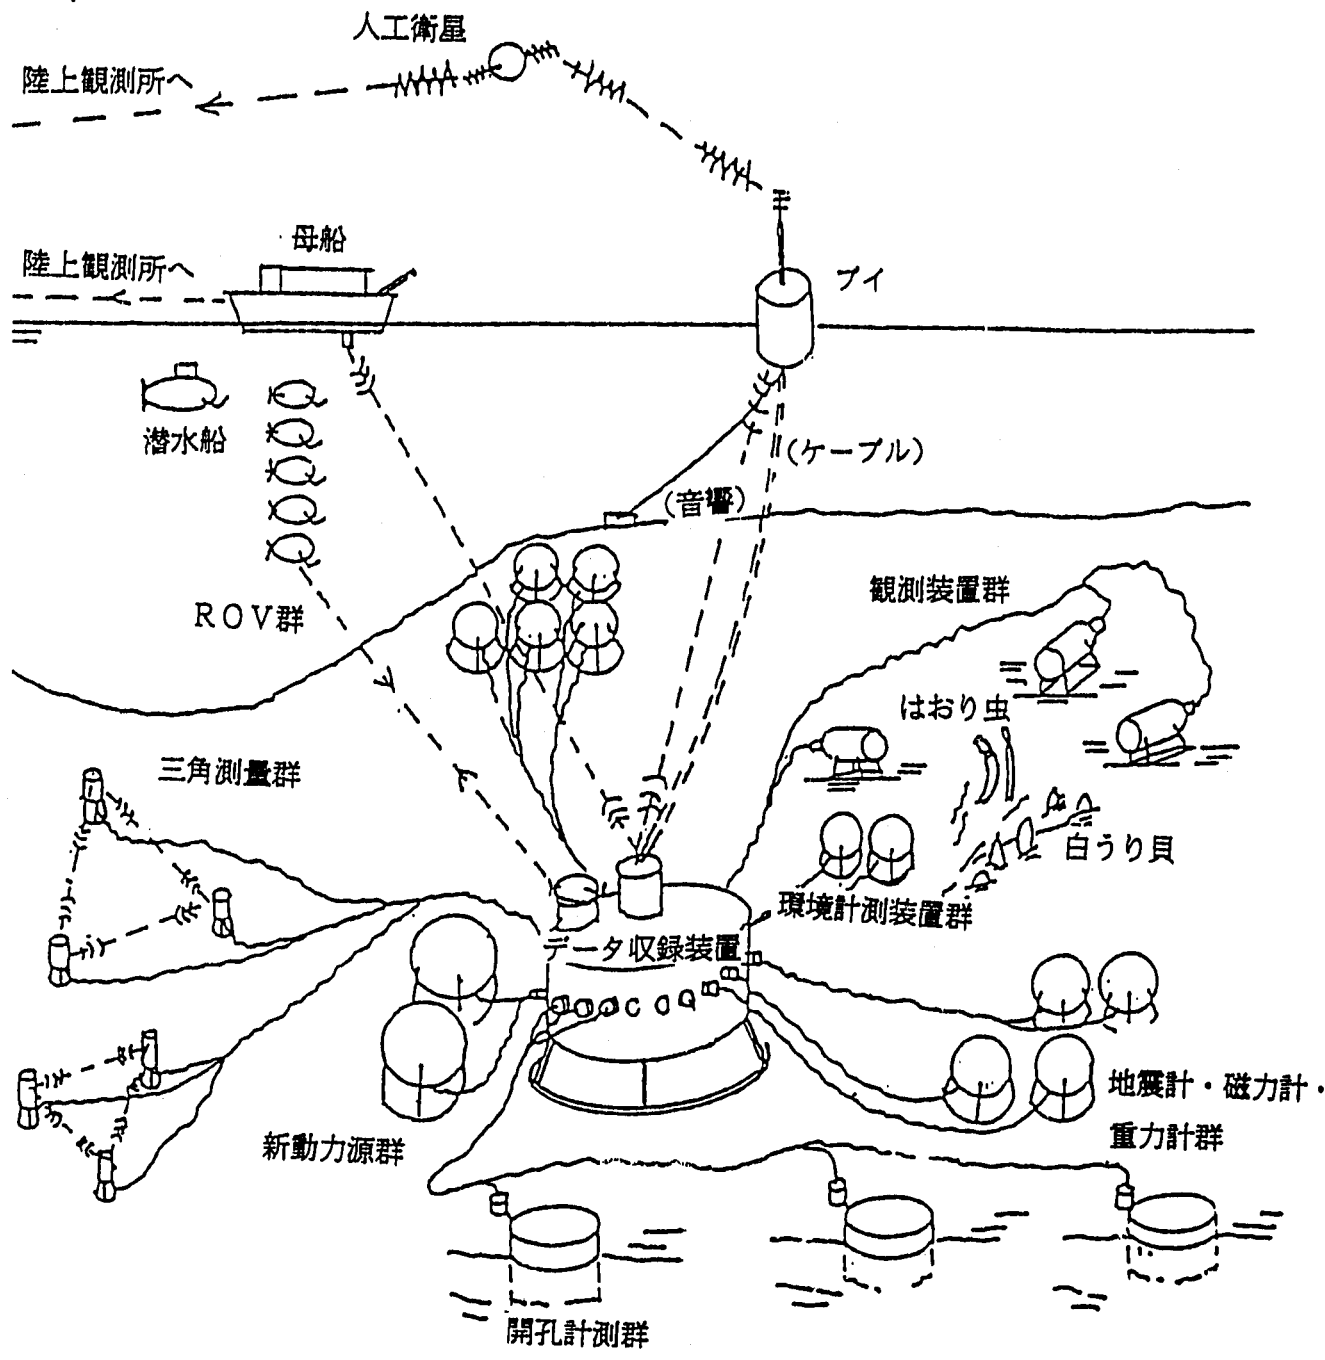 人工衛星
陸上観測所へ
母船
陸上観測所へ
ブイ
潜水船
(ケーブル)
(音響)
観測装置群
ROV群
はおり虫
三角測量群
白うり貝
環境計測装置群
データ収録装置
地震計・磁力計・
重力計群
新動力源群
開孔計測群